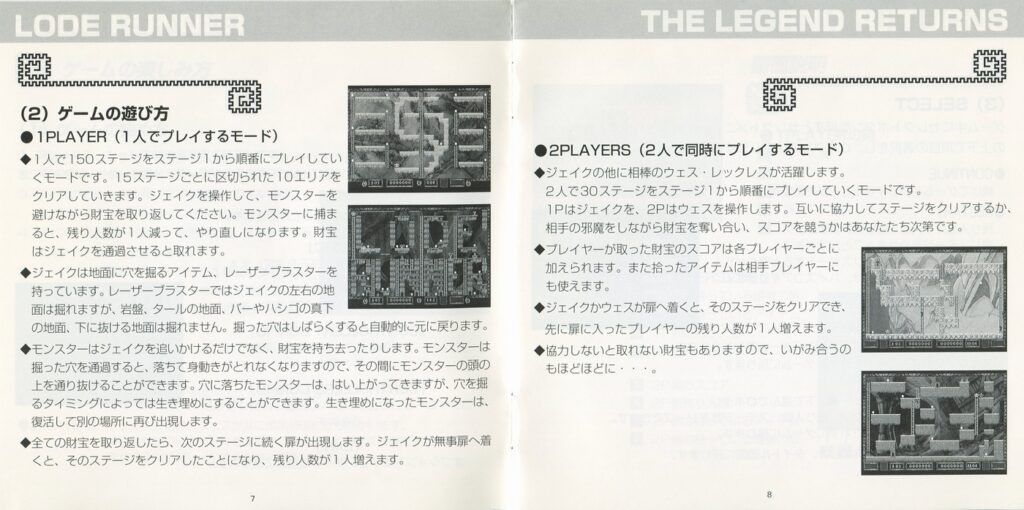 LODE RUNNER
(2) ゲームの遊び方
●1PLAYER(1人でプレイするモード)
◆1人で150ステージをステージ1から順番にプレイしてい
くモードです。15ステージごとに区切られた10エリアを
クリアしていきます。ジェイクを操作して、モンスターを
避けながら財宝を取り返してください。モンスターに捕ま
ると、残り人数が1人減って、やり直しになります。財宝
はジェイクを通過させると取れます。
◆ジェイクは地面に穴を掘るアイテム、レーザーブラスターを
持っています。レーザーブラスターではジェイクの左右の地
面は掘れますが、岩盤、タールの地面、バーやハシゴの真下
の地面、下に抜ける地面は掘れません。掘った穴はしばらくすると自動的に元に戻ります。
◆モンスターはジェイクを追いかけるだけでなく、財宝を持ち去ったりします。モンスターは
掘った穴を通過すると、落ちて身動きがとれなくなりますので、その間にモンスターの頭の
上を通り抜けることができます。穴に落ちたモンスターは、はい上がってきますが、穴を掘
るタイミングによっては生き埋めにすることができます。生き埋めになったモンスターは、
復活して別の場所に再び出現します。
◆全ての財宝を取り返したら、次のステージに続く扉が出現します。ジェイクが無事扉へ着
くと、そのステージをクリアしたことになり、残り人数が1人増えます。
7
THE LEGEND RETURNS
●2PLAYERS(2人で同時にプレイするモード)
◆ジェイクの他に相棒のウェス・レックレスが活躍します。
2人で30ステージをステージ1から順番にプレイしていくモードです。
1Pはジェイクを、2Pはウェスを操作します。互いに協力してステージをクリアするか、
相手の邪魔をしながら財宝を奪い合い、スコアを競うかはあなたたち次第です。
◆プレイヤーが取った財宝のスコアは各プレイヤーごとに
加えられます。また拾ったアイテムは相手プレイヤーに
も使えます。
◆ジェイクかウェスが扉へ着くと、そのステージをクリアでき、
先に扉に入ったプレイヤーの残り人数が1人増えます。
◆協力しないと取れない財宝もありますので、いがみ合うの
もほどほどに・・・。
8